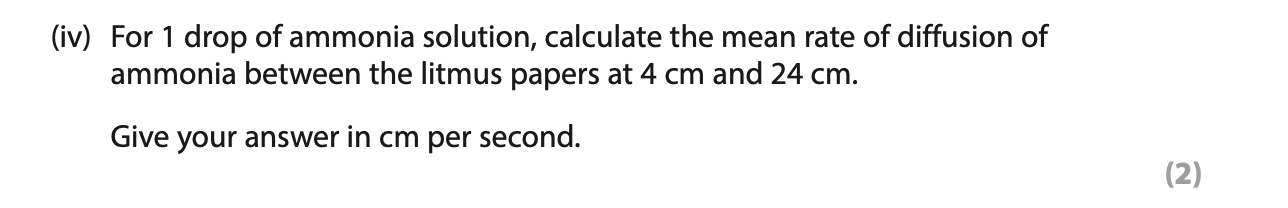 (iv) For 1 drop of ammonia solution, calculate the mean rate of diffusion of
ammonia between the litmus papers at 4 cm and 24 cm.
Give your answer in cm per second.
(2)